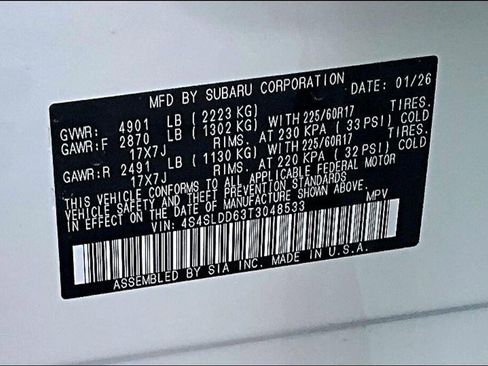 MFD BY SUBARU CORPORATION DATE: 01/26
GVWR: 4901 LB (2223 KG)
GAWR:F 2870 LB (1302 KG) WITH 225/60R17 TIRES.
17X7J RIMS. AT 230 KPA (33 PSI) COLD
GAWR:R 2491 LB (1130 KG) WITH 225/60R17 TIRES.
17X7J RIMS. AT 220 KPA (32 PSI) COLD
THIS VEHICLE CONFORMS TO ALL APPLICABLE FEDERAL MOTOR
VEHICLE SAFETY AND THEFT PREVENTION STANDARDS
IN EFFECT ON THE DATE OF MANUFACTURE SHOWN ABOVE.
VIN: 4S4SLDD63T3048533 MPV
ASSEMBLED BY SIA INC. MADE IN U.S.A.